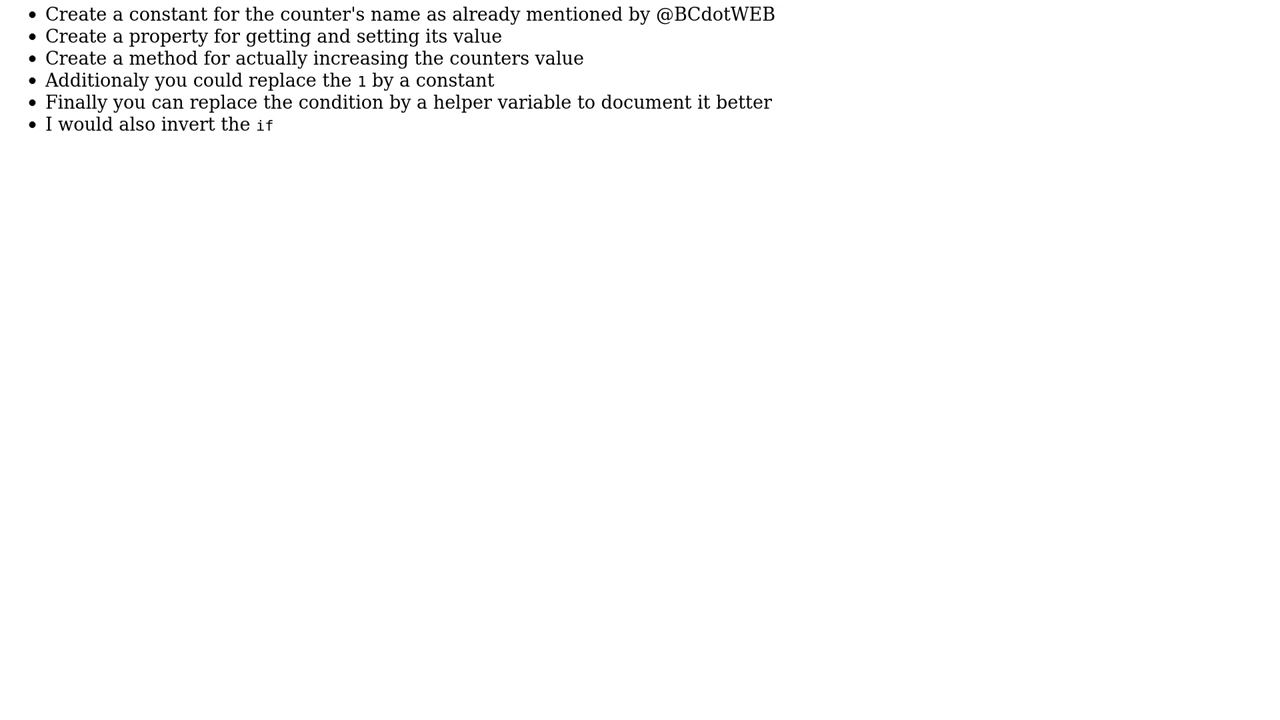 • Create a constant for the counter's name as already mentioned by @BCdotWEB
• Create a property for getting and setting its value
• Create a method for actually increasing the counters value
• Additionaly you could replace the 1 by a constant
• Finally you can replace the condition by a helper variable to document it better
• I would also invert the if